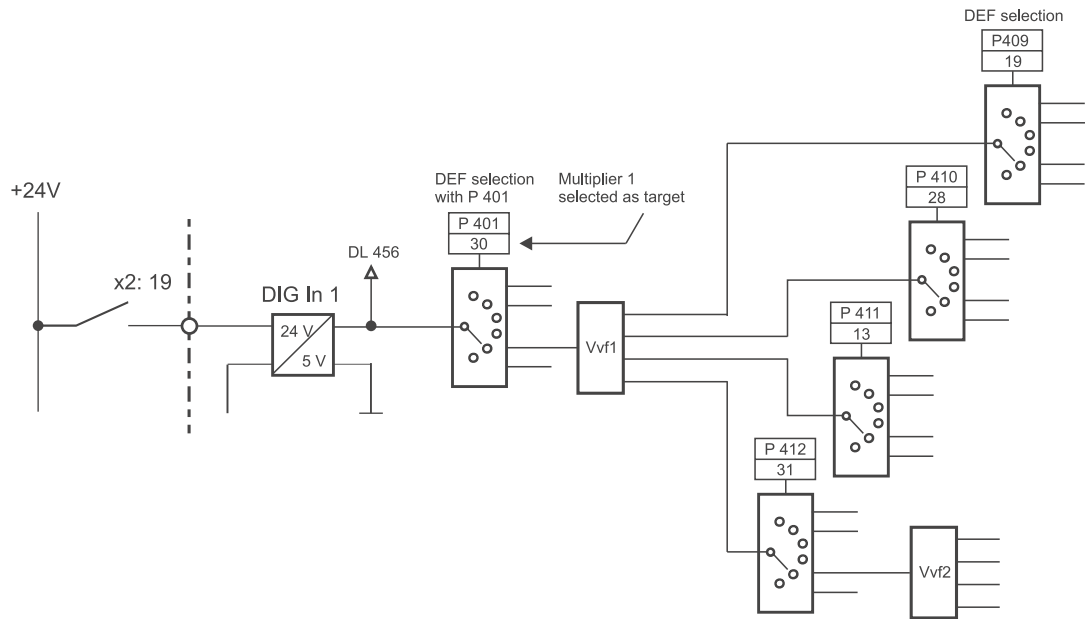 DEF selection
P409
19
+24V
x2: 19
DIG In 1
24 V
5 V
DL 456
DEF selection
with P 401
P 401
30
Multiplier 1
selected as target
Vvf1
P 410
28
P 411
13
P 412
31
Vvf2